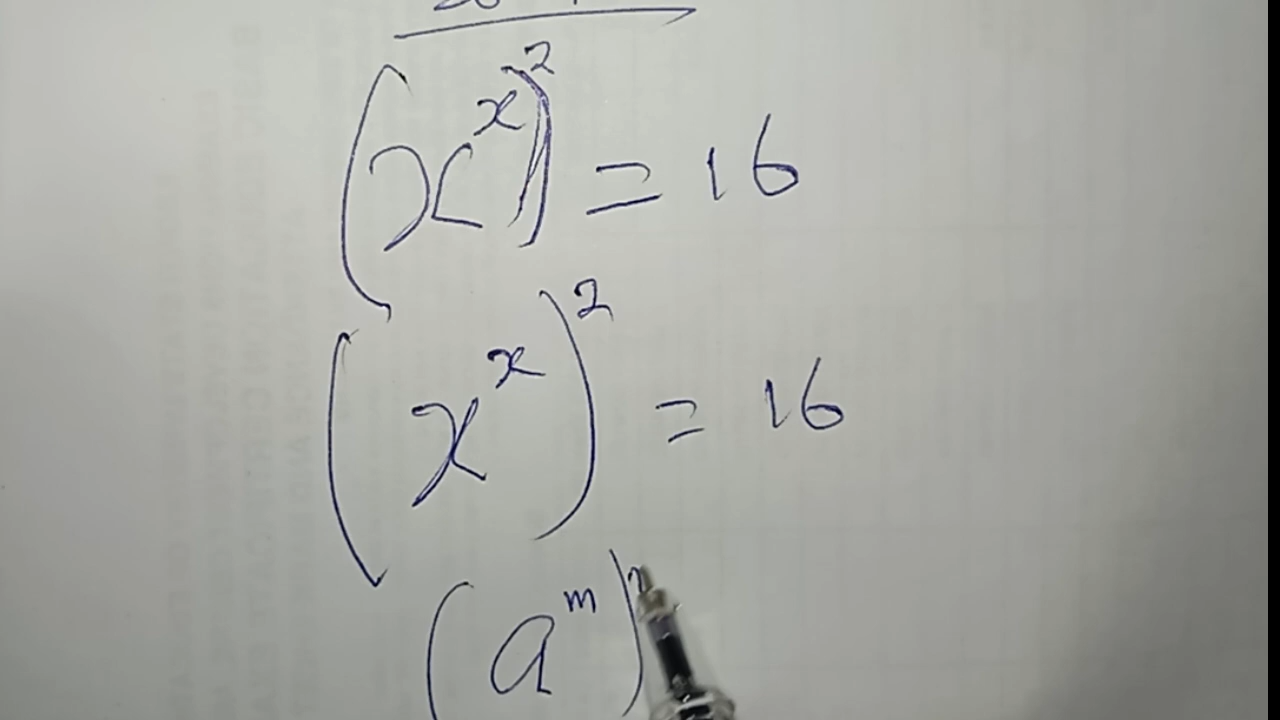 (x^x)^2 = 16
(x^x)^2 = 16
(a^m)